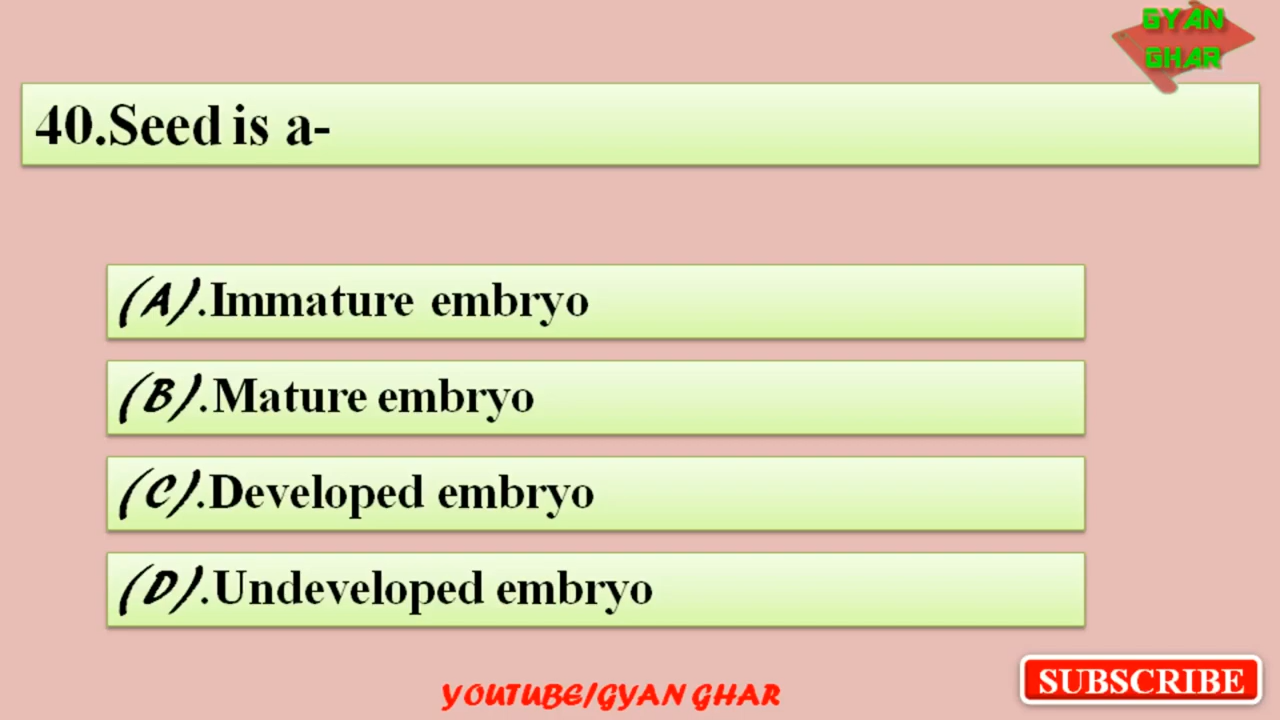 GYAN
GHAR
40.Seed is a-
(A).Immature embryo
(B).Mature embryo
(C).Developed embryo
(D).Undeveloped embryo
YOUTUBE/GYAN GHAR
SUBSCRIBE